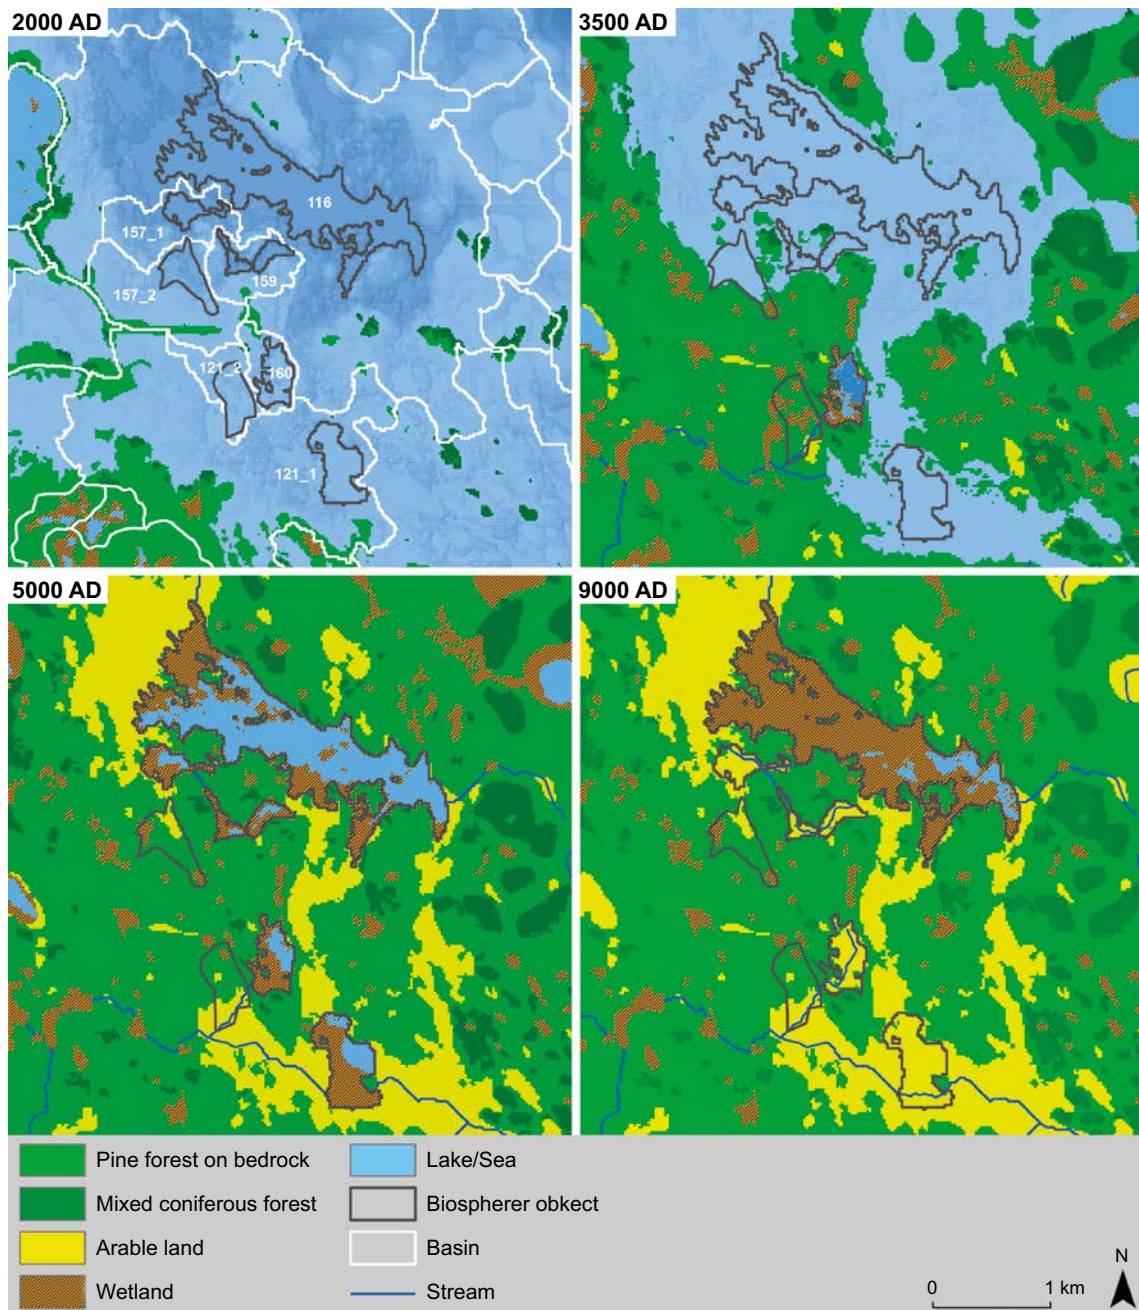 2000 AD
3500 AD
116
157_1
159
157_2
121_2
160
121_1
5000 AD
9000 AD
Pine forest on bedrock
Lake/Sea
Mixed coniferous forest
Biospherer obkect
Arable land
Basin
Wetland
Stream
0
1 km
N